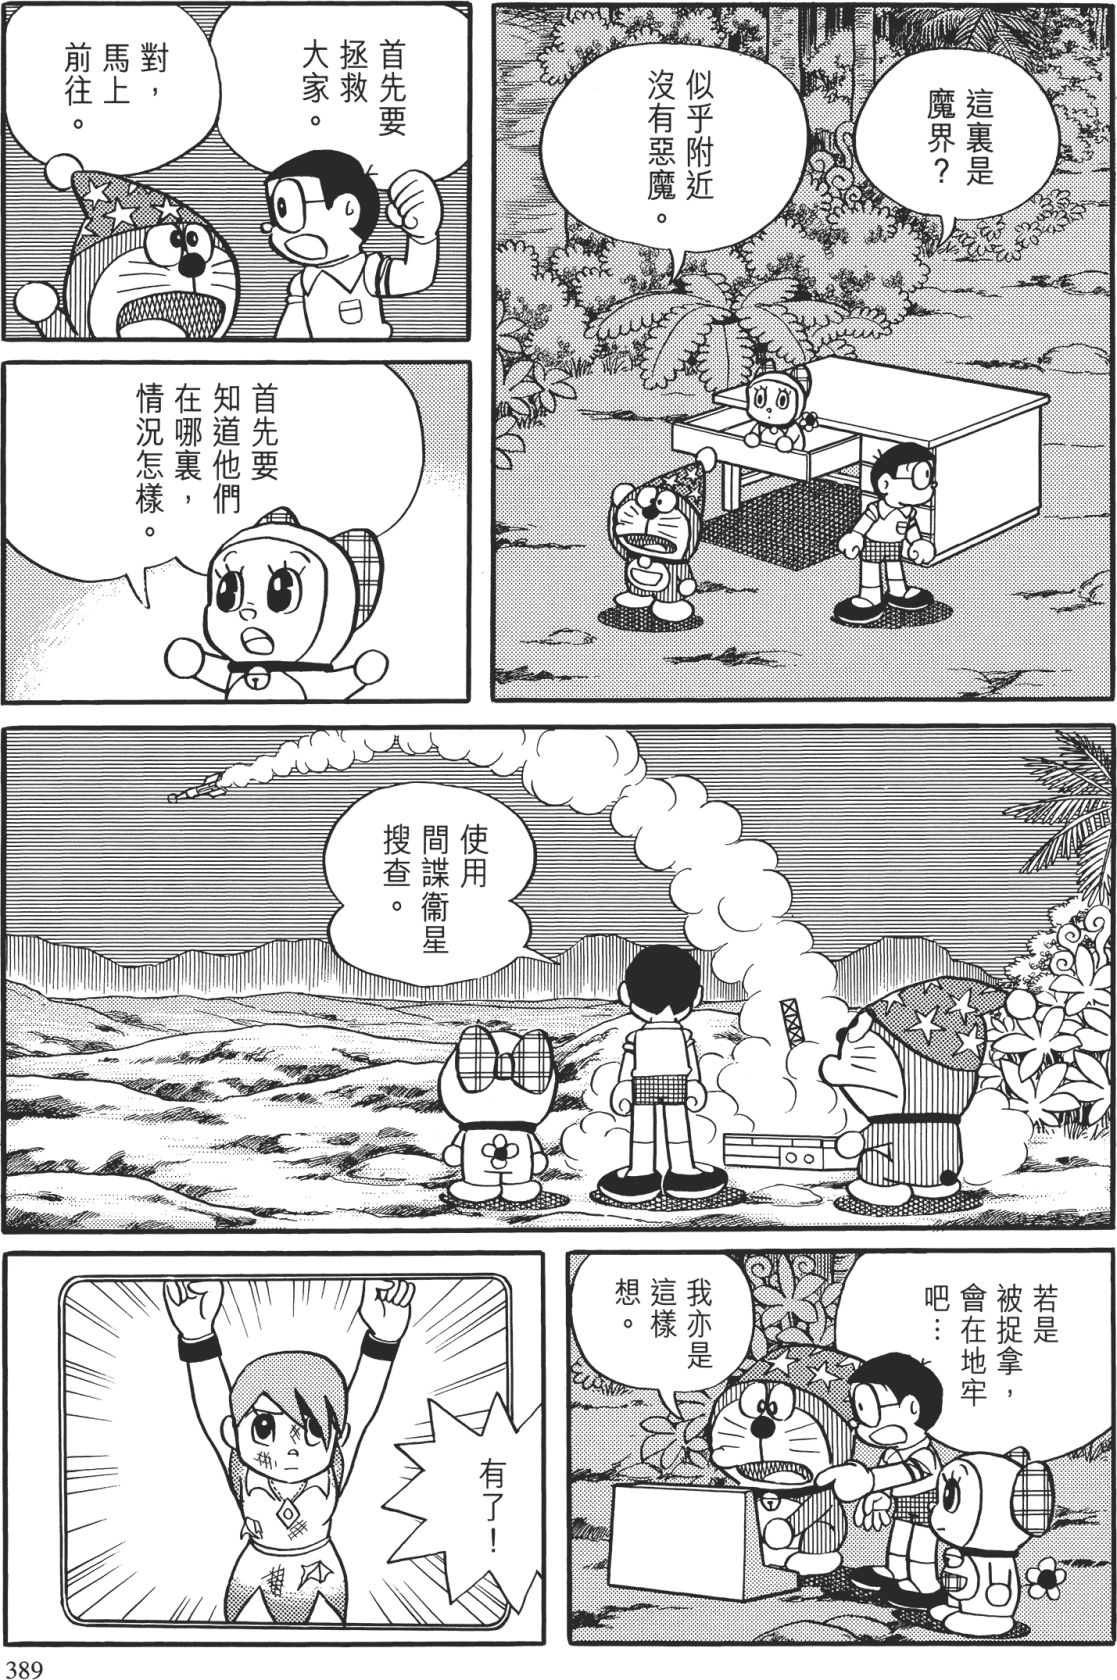 這裏是
魔界？
似乎附近
沒有惡魔。
首先要
拯救
大家。
對，
馬上
前往。
首先要
知道他們
在哪裏，
情況怎樣。
使用
間諜衞星
搜查。
若是
被捉拿，
會在地牢
吧…
我亦是
這樣
想。
有了！
389